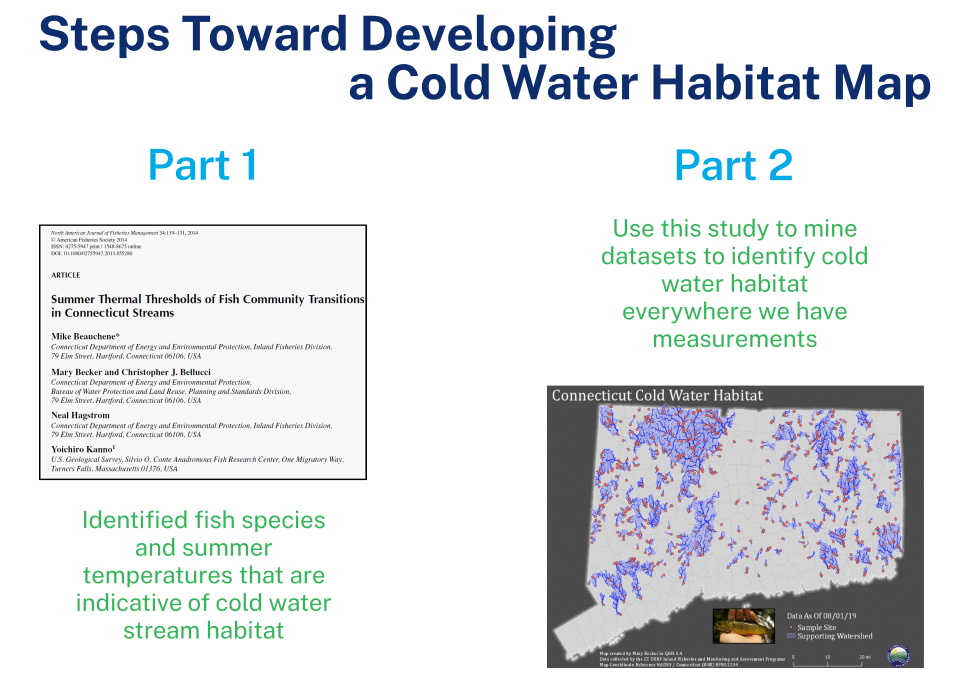 Steps Toward Developing
a Cold Water Habitat Map
Part 1
North American Journal of Fisheries Management 34:119–131, 2014
© American Fisheries Society 2014
ISSN: 0275-5947 print / 1548-8675 online
DOI: 10.1080/02755947.2013.855280
ARTICLE
Summer Thermal Thresholds of Fish Community Transitions
in Connecticut Streams
Mike Beauchene*
Connecticut Department of Energy and Environmental Protection, Inland Fisheries Division,
79 Elm Street, Hartford, Connecticut 06106, USA
Mary Becker and Christopher J. Bellucci
Connecticut Department of Energy and Environmental Protection,
Bureau of Water Protection and Land Reuse, Planning and Standards Division,
79 Elm Street, Hartford, Connecticut 06106, USA
Neal Hagstrom
Connecticut Department of Energy and Environmental Protection, Inland Fisheries Division,
79 Elm Street, Hartford, Connecticut 06106, USA
Yoichiro Kanno¹
U.S. Geological Survey, Silvio O. Conte Anadromous Fish Research Center, One Migratory Way,
Turners Falls, Massachusetts 01376, USA
Identified fish species
and summer
temperatures that are
indicative of cold water
stream habitat
Part 2
Use this study to mine
datasets to identify cold
water habitat
everywhere we have
measurements
Connecticut Cold Water Habitat
Data As Of 08/01/19
Sample Site
Supporting Watershed
Map created by Mary Becker in QGIS 3.4
Data collected by the CT DEEP Inland Fisheries and Monitoring and Assessment Programs
Map Coordinate Reference NAD83 / Connecticut (ftUS) EPSG:2234
0 10 20 mi